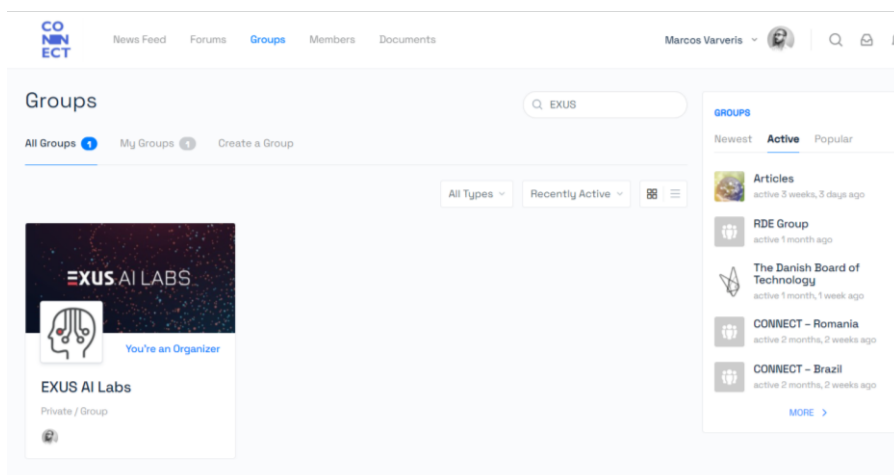 CO
NN
ECT
News Feed
Forums
Groups
Members
Documents
Marcos Varveris
Groups
EXUS
All Groups 1
My Groups 1
Create a Group
All Types
Recently Active
EXUS AI LABS
You're an Organizer
EXUS AI Labs
Private / Group
GROUPS
Newest
Active
Popular
Articles
active 3 weeks, 3 days ago
RDE Group
active 1 month ago
The Danish Board of
Technology
active 1 month, 1 week ago
CONNECT – Romania
active 2 months, 2 weeks ago
CONNECT – Brazil
active 2 months, 2 weeks ago
MORE